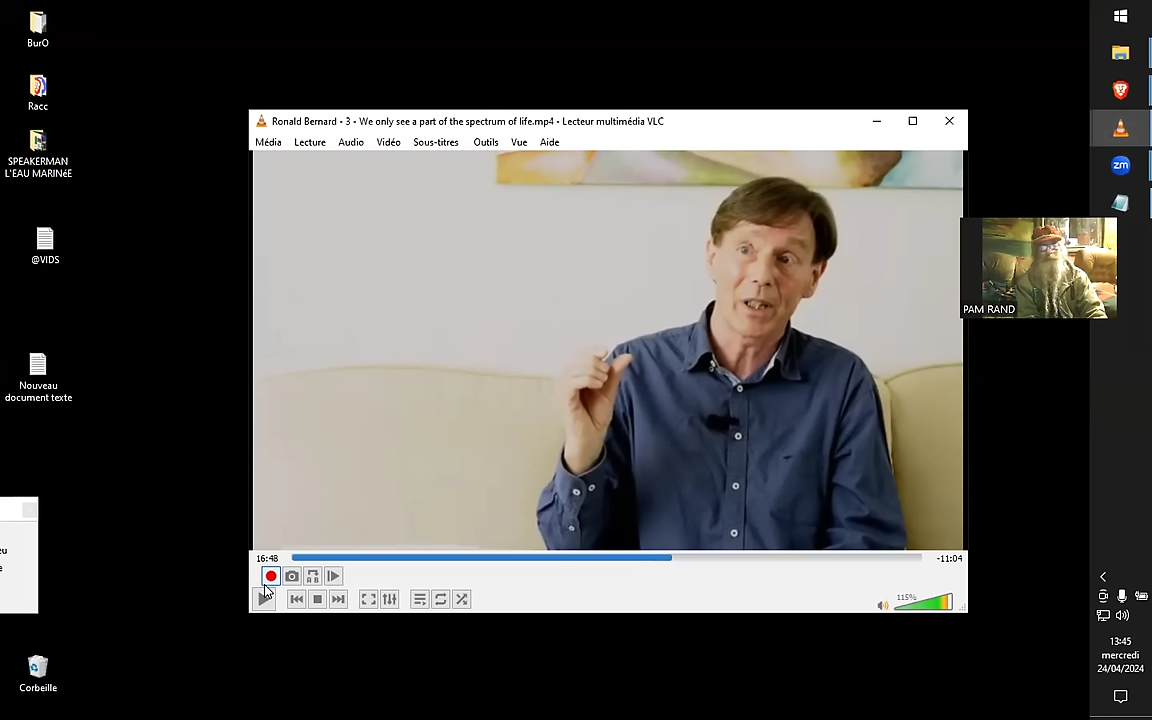 BurO
Racc
SPEAKERMAN
L'EAU MARINéE
@VIDS
Nouveau
document texte
Corbeille
Ronald Bernard - 3 - We only see a part of the spectrum of life.mp4 - Lecteur multimédia VLC
Média Lecture Audio Vidéo Sous-titres Outils Vue Aide
16:48
-11:04
115%
zm
PAM RAND
13:45
mercredi
24/04/2024